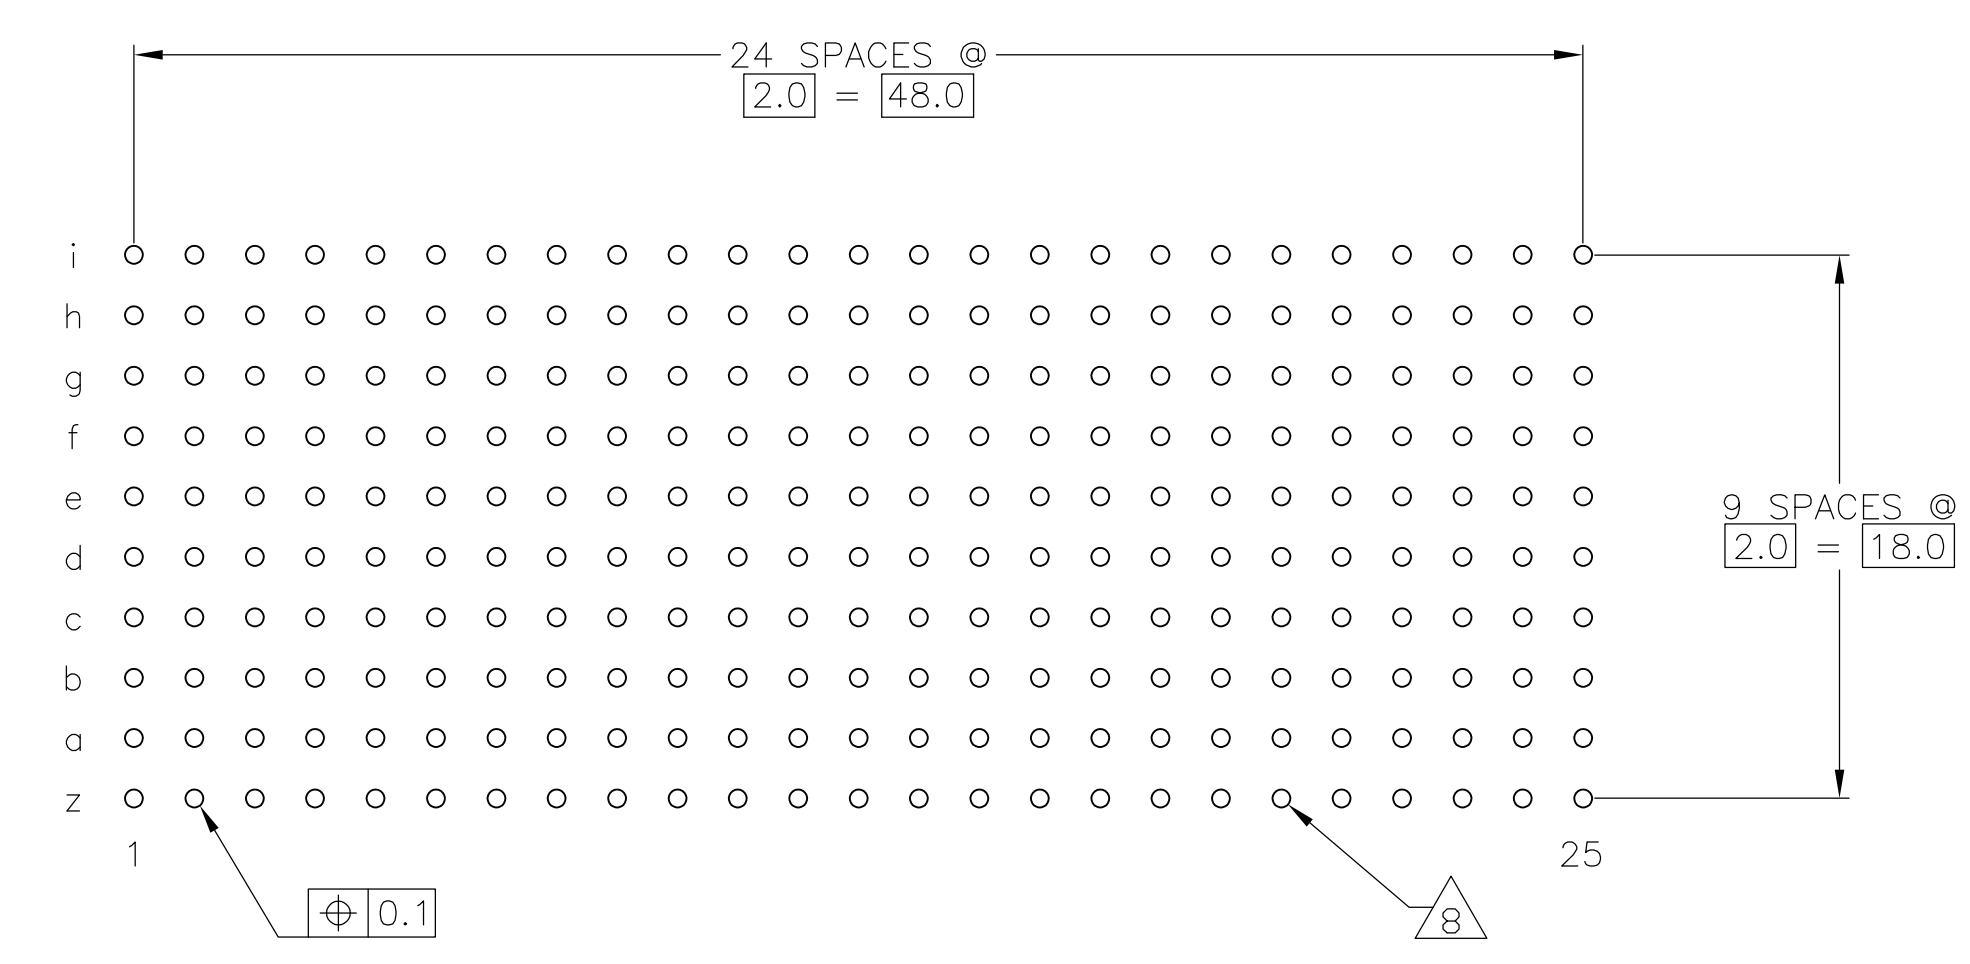 24 SPACES @
2.0 = 48.0
i
h
g
f
e
d
c
b
a
z
9 SPACES @
2.0 = 18.0
1
25
⌖ 0.1
8